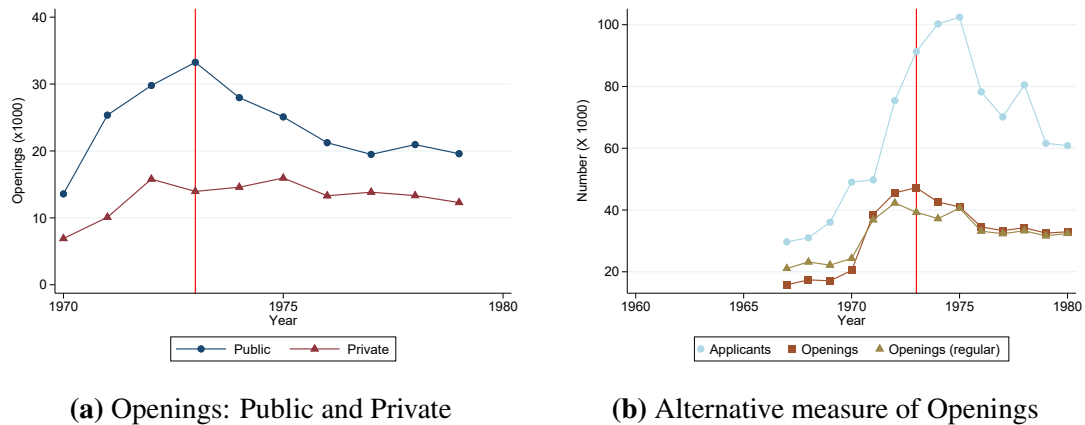 40
30
20
10
0
Openings (x1000)
1970
1975
1980
Year
Public
Private
(a) Openings: Public and Private
100
80
60
40
20
Number (X 1000)
1960
1965
1970
1975
1980
Year
Applicants
Openings
Openings (regular)
(b) Alternative measure of Openings